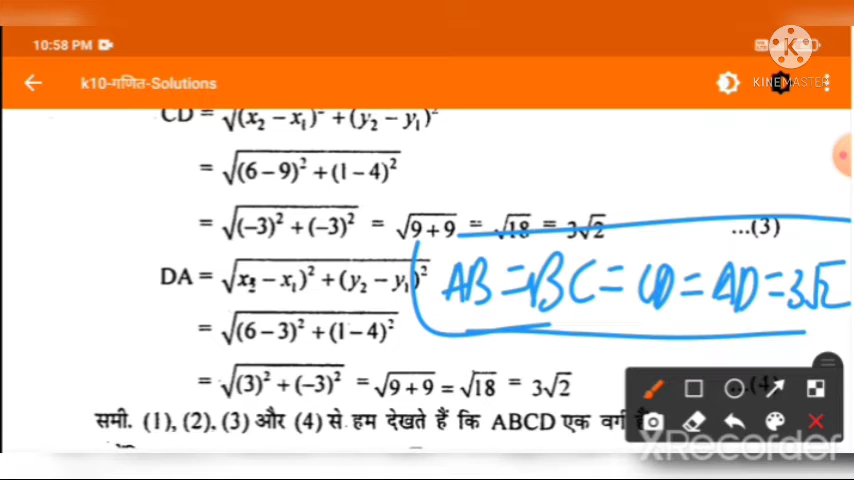 10:58 PM
KINEMASTER
k10-गणित-Solutions
CD = √(x₂ − x₁)² + (y₂ − y₁)²
= √(6−9)² + (1−4)²
= √(−3)² + (−3)² = √9+9 = √18 = 3√2 ...(3)
DA = √(x₂ − x₁)² + (y₂ − y₁)²
AB = BC = CD = AD = 3√2
= √(6−3)² + (1−4)²
= √(3)² + (−3)² = √9+9 = √18 = 3√2 (4)
समी. (1), (2), (3) और (4) से हम देखते हैं कि ABCD एक वर्ग है
XRecorder